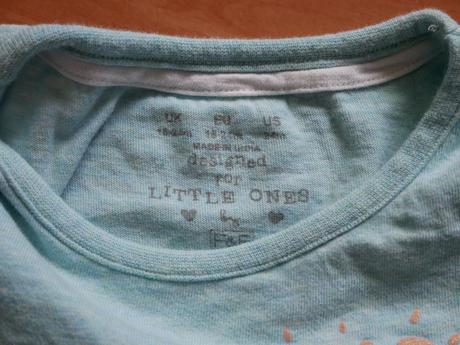 UK EU US
MADE IN INDIA
designed
for
LITTLE ONES
by
F&F